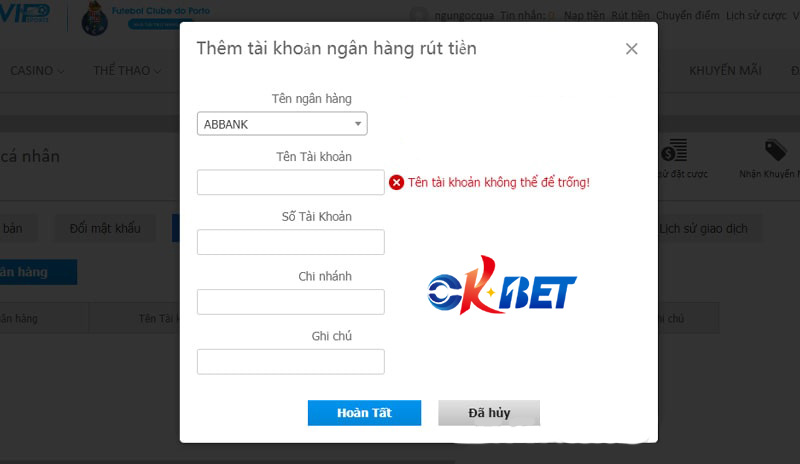 VIP
SPORTS
Futebol Clube do Porto
ngungocqua Tin nhắn: 0 Nạp tiền Rút tiền Chuyển điểm Lịch sử cược
CASINO THỂ THAO KHUYẾN MÃI
Thêm tài khoản ngân hàng rút tiền
cá nhân
Tên ngân hàng
ABBANK
Tên Tài khoản
Tên tài khoản không thể để trống!
sử đặt cược
Nhận Khuyến
Số Tài Khoản
bản Đổi mật khẩu Lịch sử giao dịch
Chi nhánh
OKBET
ân hàng
gân hàng Tên Tài k hi chú
Ghi chú
Hoàn Tất Đã hủy